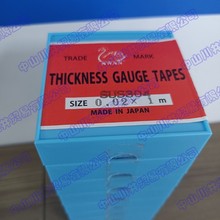 TRADE MARK
THICKNESS GAUGE TAPES
SUS304
SIZE 0.02 × 1 m
MADE IN JAPAN